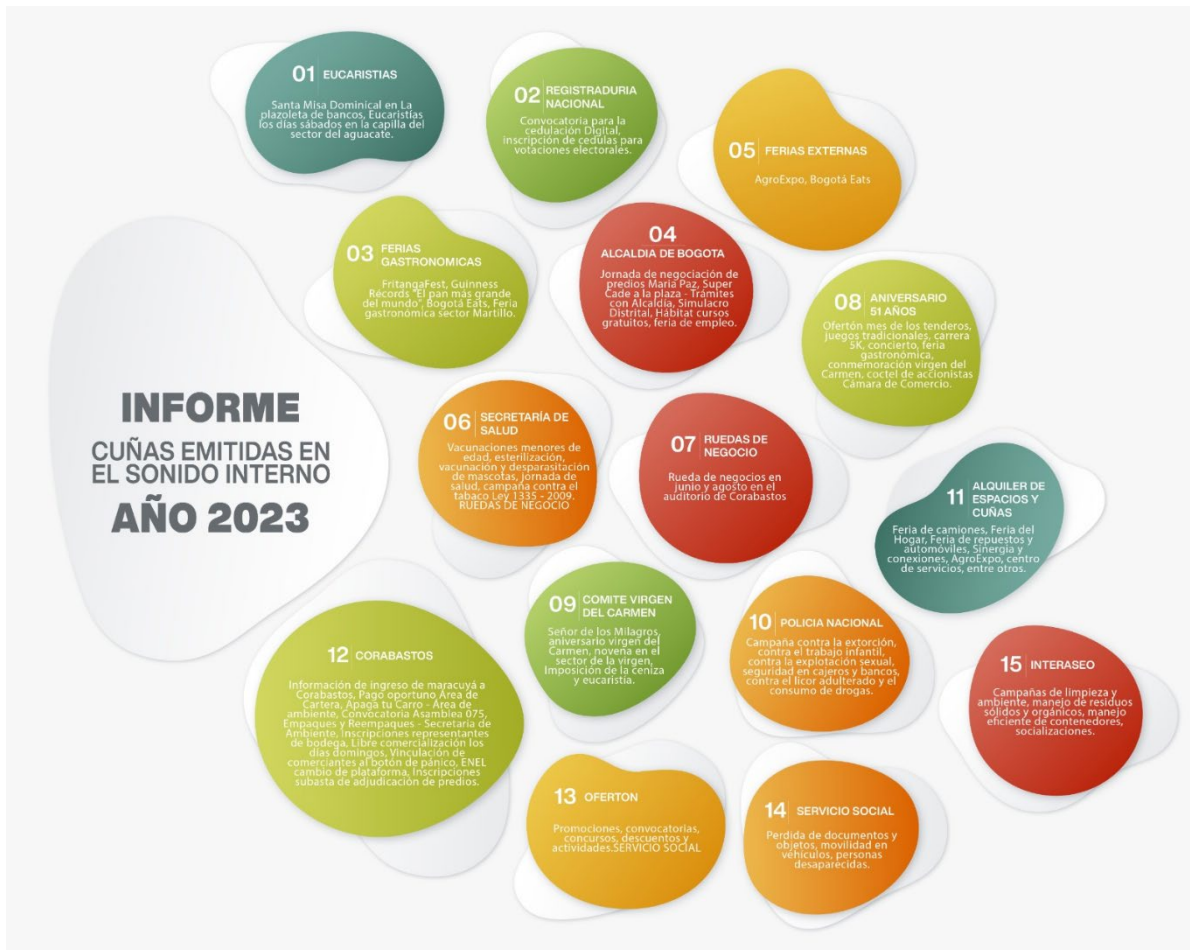 INFORME
CUÑAS EMITIDAS EN
EL SONIDO INTERNO
AÑO 2023
01 EUCARISTIAS
Santa Misa Dominical en La
plazoleta de bancos, Eucaristías
los días sábados en la capilla del
sector del aguacate.
02 REGISTRADURIA
NACIONAL
Convocatoria para la
cedulación Digital,
inscripción de cedulas para
votaciones electorales.
03 FERIAS
GASTRONOMICAS
FritangaFest, Guinness
Récords "El pan más grande
del mundo", Bogotá Eats, Feria
gastronómica sector Martillo.
04
ALCALDIA DE BOGOTA
Jornada de negociación de
predios María Paz, Super
Cade a la plaza - Trámites
con Alcaldía, Simulacro
Distrital, Hábitat cursos
gratuitos, feria de empleo.
05 FERIAS EXTERNAS
AgroExpo, Bogotá Eats
06 SECRETARÍA DE
SALUD
Vacunaciones menores de
edad, esterilización,
vacunación y desparasitación
de mascotas, jornada de
salud, campaña contra el
tabaco Ley 1335 - 2009.
RUEDAS DE NEGOCIO
07 RUEDAS DE
NEGOCIO
Rueda de negocios en
junio y agosto en el
auditorio de Corabastos
08 ANIVERSARIO
51 AÑOS
Ofertón mes de los tenderos,
juegos tradicionales, carrera
5K, concierto, feria
gastronómica,
conmemoración virgen del
Carmen, coctel de accionistas
Cámara de Comercio.
09 COMITE VIRGEN
DEL CARMEN
Señor de los Milagros,
aniversario virgen del
Carmen, novena en el
sector de la virgen,
Imposición de la ceniza
y eucaristía.
10 POLICIA NACIONAL
Campaña contra la extorción,
contra el trabajo infantil,
contra la explotación sexual,
seguridad en cajeros y bancos,
contra el licor adulterado y el
consumo de drogas.
11 ALQUILER DE
ESPACIOS Y
CUÑAS
Feria de camiones, Feria del
Hogar, Feria de repuestos y
automóviles, Sinergia y
conexiones, AgroExpo, centro
de servicios, entre otros.
12 CORABASTOS
Información de ingreso de maracuyá a
Corabastos, Pago oportuno Área de
Cartera, Apaga tu Carro - Área de
ambiente, Convocatoria Asamblea 075,
Empaques y Reempaques - Secretaría de
Ambiente, Inscripciones representantes
de bodega, Libre comercialización los
días domingos, Vinculación de
comerciantes al botón de pánico, ENEL
cambio de plataforma, Inscripciones
subasta de adjudicación de predios.
13 OFERTON
Promociones, convocatorias,
concursos, descuentos y
actividades.SERVICIO SOCIAL
14 SERVICIO SOCIAL
Perdida de documentos y
objetos, movilidad en
vehículos, personas
desaparecidas.
15 INTERASEO
Campañas de limpieza y
ambiente, manejo de residuos
sólidos y orgánicos, manejo
eficiente de contenedores,
socializaciones.